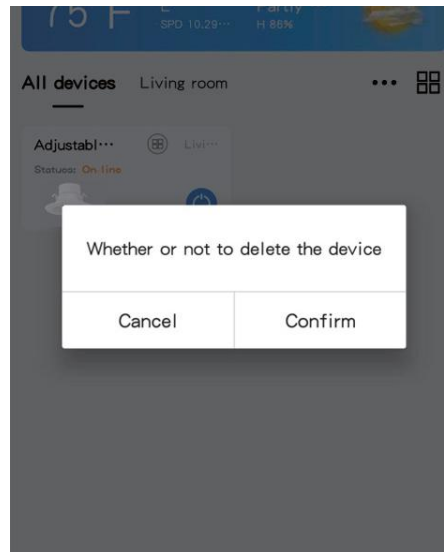 75°F
SPD 10.29...
H 86%
All devices Living room ...
Adjustabl... Livi...
Statues: On line
Whether or not to delete the device
Cancel Confirm